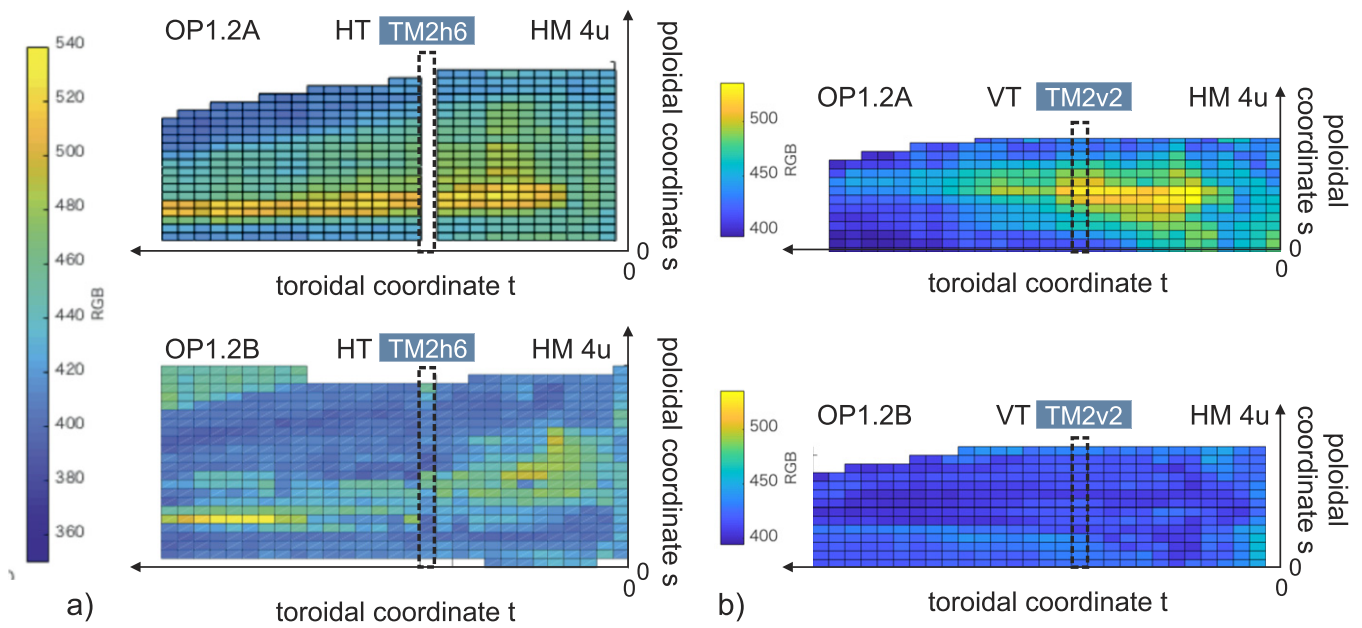 OP1.2A HT TM2h6 HM 4u
540
520
500
480
460
440
420
400
380
360
RGB
poloidal coordinate s
0
0
toroidal coordinate t
OP1.2B HT TM2h6 HM 4u
poloidal coordinate s
0
0
toroidal coordinate t
a)
OP1.2A VT TM2v2 HM 4u
500
450
400
RGB
poloidal
coordinate s
0
0
toroidal coordinate t
OP1.2B VT TM2v2 HM 4u
500
450
400
RGB
poloidal
coordinate s
0
0
toroidal coordinate t
b)